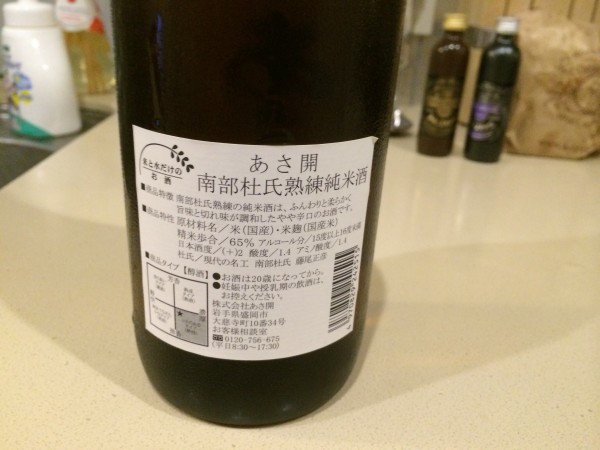 米と水だけの
お酒
あさ開
南部杜氏熟練純米酒
■商品特徴 南部杜氏熟練の純米酒は、ふんわりと柔らかく
旨味と切れ味が調和したやや辛口のお酒です。
■商品特性 原材料名／米(国産)・米麹(国産米)
精米歩合／65% アルコール分／15度以上16度未満
日本酒度／(+)2 酸度／1.4 アミノ酸度／1.4
杜氏／現代の名工 南部杜氏 藤尾正彦
■商品タイプ【醇酒】
●お酒は20歳になってから。
●妊娠中や授乳期の飲酒は、
お控えください。
株式会社あさ開
岩手県盛岡市
大慈寺町10番34号
お客様相談室
0120-756-675
(平日8:30～17:30)